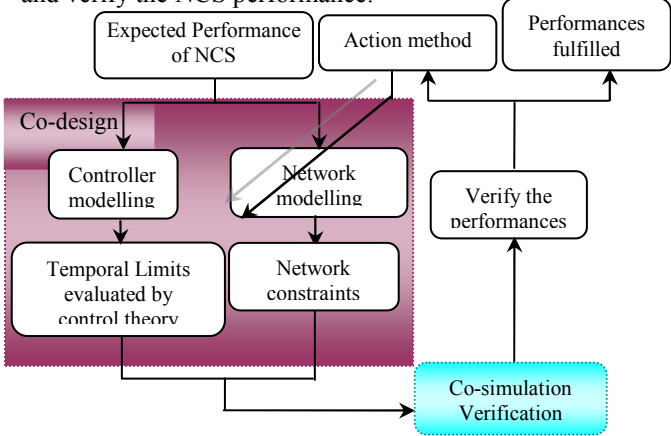 and verify the NCS performance.
Expected Performance
of NCS
Action method
Performances
fulfilled
Co-design
Controller
modelling
Network
modelling
Verify the
performances
Temporal Limits
evaluated by
control theory
Network
constraints
Co-simulation
Verification